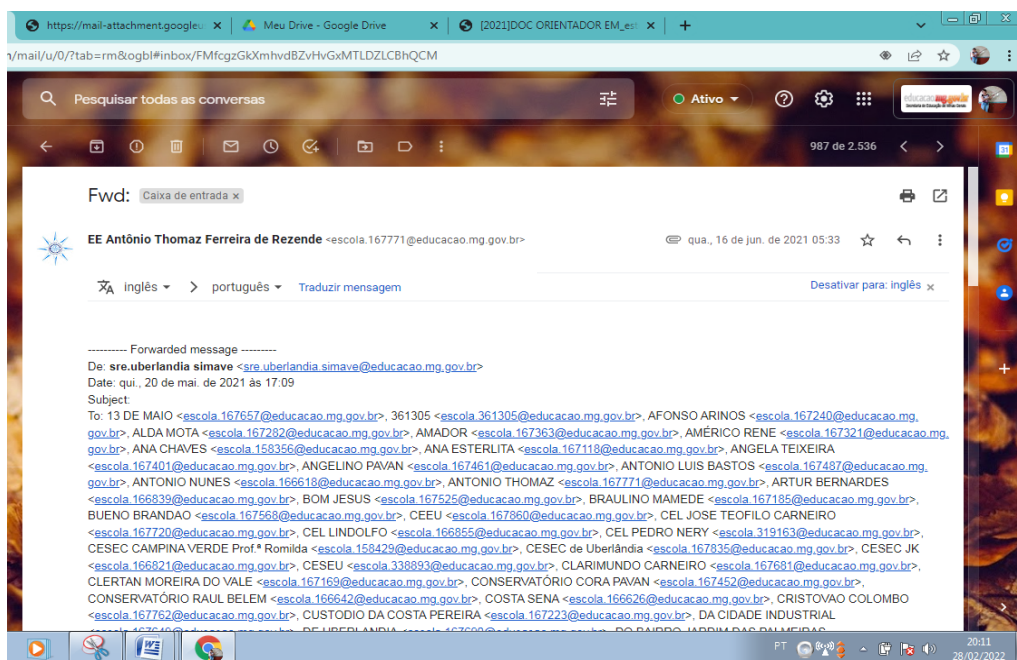 https://mail-attachment.googleu × Meu Drive - Google Drive × [2021]DOC ORIENTADOR EM_est × +
n/mail/u/0/?tab=rm&ogbl#inbox/FMfcgzGkXmhvdBZvHvGxMTLDZLCBhQCM
Pesquisar todas as conversas Ativo
987 de 2.536
31
Fwd: Caixa de entrada ×
EE Antônio Thomaz Ferreira de Rezende <escola.167771@educacao.mg.gov.br> qua., 16 de jun. de 2021 05:33
inglês > português Traduzir mensagem Desativar para: inglês ×
---------- Forwarded message ---------
De: sre.uberlandia simave <sre.uberlandia.simave@educacao.mg.gov.br>
Date: qui., 20 de mai. de 2021 às 17:09
Subject:
To: 13 DE MAIO <escola.167657@educacao.mg.gov.br>, 361305 <escola.361305@educacao.mg.gov.br>, AFONSO ARINOS <escola.167240@educacao.mg.
gov.br>, ALDA MOTA <escola.167282@educacao.mg.gov.br>, AMADOR <escola.167363@educacao.mg.gov.br>, AMÉRICO RENE <escola.167321@educacao.mg.
gov.br>, ANA CHAVES <escola.158356@educacao.mg.gov.br>, ANA ESTERLITA <escola.167118@educacao.mg.gov.br>, ANGELA TEIXEIRA
<escola.167401@educacao.mg.gov.br>, ANGELINO PAVAN <escola.167461@educacao.mg.gov.br>, ANTONIO LUIS BASTOS <escola.167487@educacao.mg.
gov.br>, ANTONIO NUNES <escola.166618@educacao.mg.gov.br>, ANTONIO THOMAZ <escola.167771@educacao.mg.gov.br>, ARTUR BERNARDES
<escola.166839@educacao.mg.gov.br>, BOM JESUS <escola.167525@educacao.mg.gov.br>, BRAULINO MAMEDE <escola.167185@educacao.mg.gov.br>,
BUENO BRANDAO <escola.167568@educacao.mg.gov.br>, CEEU <escola.167860@educacao.mg.gov.br>, CEL JOSE TEOFILO CARNEIRO
<escola.167720@educacao.mg.gov.br>, CEL LINDOLFO <escola.166855@educacao.mg.gov.br>, CEL PEDRO NERY <escola.319163@educacao.mg.gov.br>,
CESEC CAMPINA VERDE Prof.ª Romilda <escola.158429@educacao.mg.gov.br>, CESEC de Uberlândia <escola.167835@educacao.mg.gov.br>, CESEC JK
<escola.166821@educacao.mg.gov.br>, CESEU <escola.338893@educacao.mg.gov.br>, CLARIMUNDO CARNEIRO <escola.167681@educacao.mg.gov.br>,
CLERTAN MOREIRA DO VALE <escola.167169@educacao.mg.gov.br>, CONSERVATÓRIO CORA PAVAN <escola.167452@educacao.mg.gov.br>,
CONSERVATÓRIO RAUL BELEM <escola.166642@educacao.mg.gov.br>, COSTA SENA <escola.166626@educacao.mg.gov.br>, CRISTOVAO COLOMBO
<escola.167762@educacao.mg.gov.br>, CUSTODIO DA COSTA PEREIRA <escola.167223@educacao.mg.gov.br>, DA CIDADE INDUSTRIAL
PT 20:11
28/02/2022